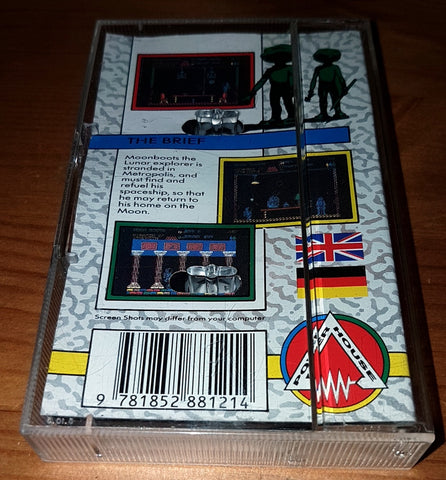 THE BRIEF
Moonboots the
Lunar explorer is
stranded in
Metropolis, and
must find and
refuel his
spaceship, so that
he may return to
his home on the
Moon.
Screen Shots may differ from your computer
POWERHOUSE
9 781852 881214